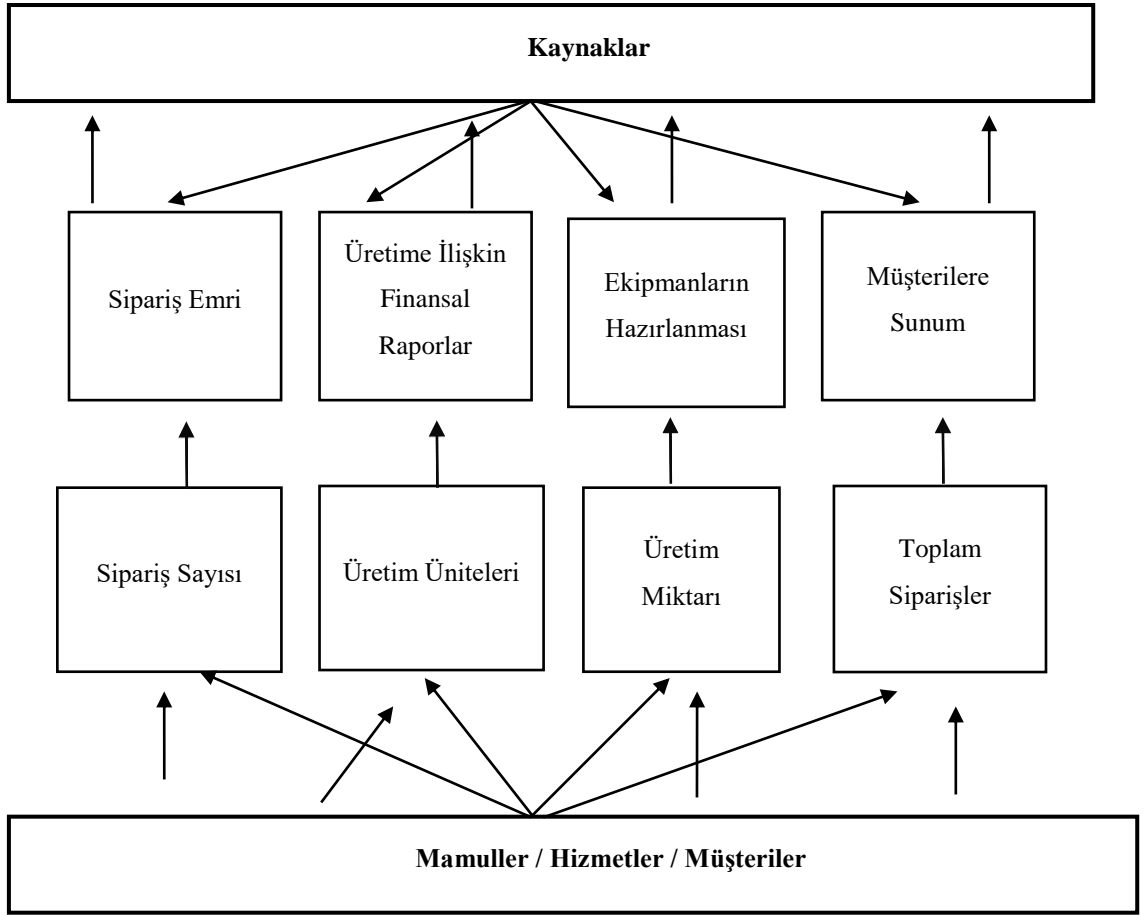 Kaynaklar
Sipariş Emri
Üretime İlişkin
Finansal
Raporlar
Ekipmanların
Hazırlanması
Müşterilere
Sunum
Sipariş Sayısı
Üretim Üniteleri
Üretim
Miktarı
Toplam
Siparişler
Mamuller / Hizmetler / Müşteriler